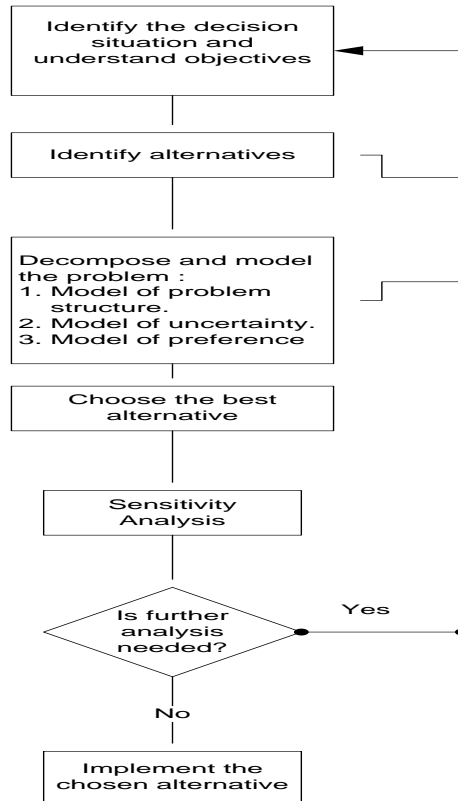 Identify the decision
situation and
understand objectives
Identify alternatives
Decompose and model
the problem :
1. Model of problem
structure.
2. Model of uncertainty.
3. Model of preference
Choose the best
alternative
Sensitivity
Analysis
Is further
analysis
needed?
Yes
No
Implement the
chosen alternative